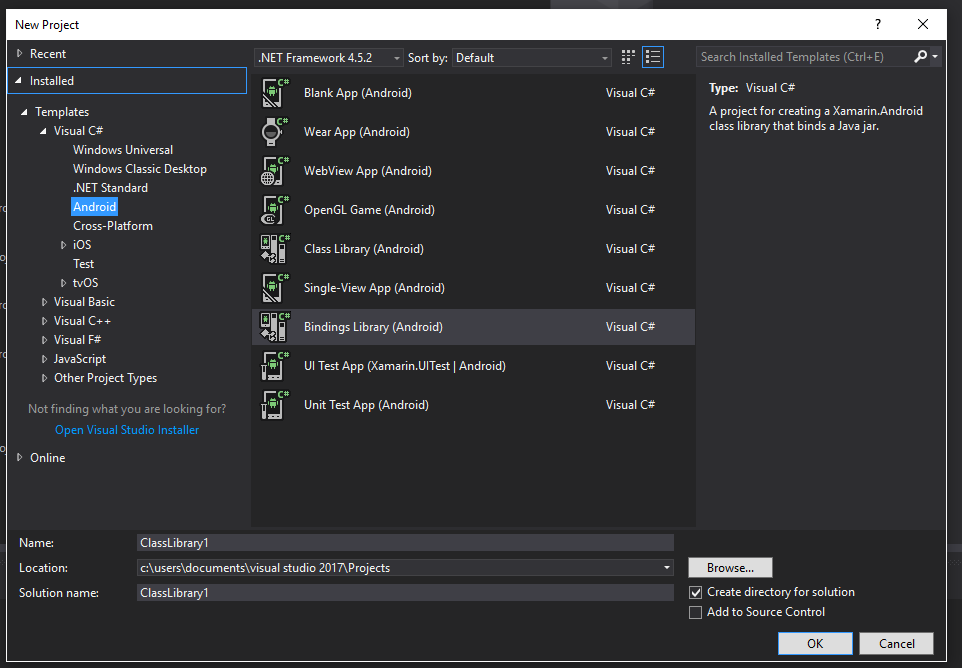 New Project
?
Recent
Installed
Templates
Visual C#
Windows Universal
Windows Classic Desktop
.NET Standard
Android
Cross-Platform
iOS
Test
tvOS
Visual Basic
Visual C++
Visual F#
JavaScript
Other Project Types
Not finding what you are looking for?
Open Visual Studio Installer
Online
.NET Framework 4.5.2
Sort by: Default
Blank App (Android) Visual C#
Wear App (Android) Visual C#
WebView App (Android) Visual C#
OpenGL Game (Android) Visual C#
Class Library (Android) Visual C#
Single-View App (Android) Visual C#
Bindings Library (Android) Visual C#
UI Test App (Xamarin.UITest | Android) Visual C#
Unit Test App (Android) Visual C#
Search Installed Templates (Ctrl+E)
Type: Visual C#
A project for creating a Xamarin.Android
class library that binds a Java jar.
Name: ClassLibrary1
Location: c:\users\documents\visual studio 2017\Projects
Browse...
Solution name: ClassLibrary1
Create directory for solution
Add to Source Control
OK
Cancel